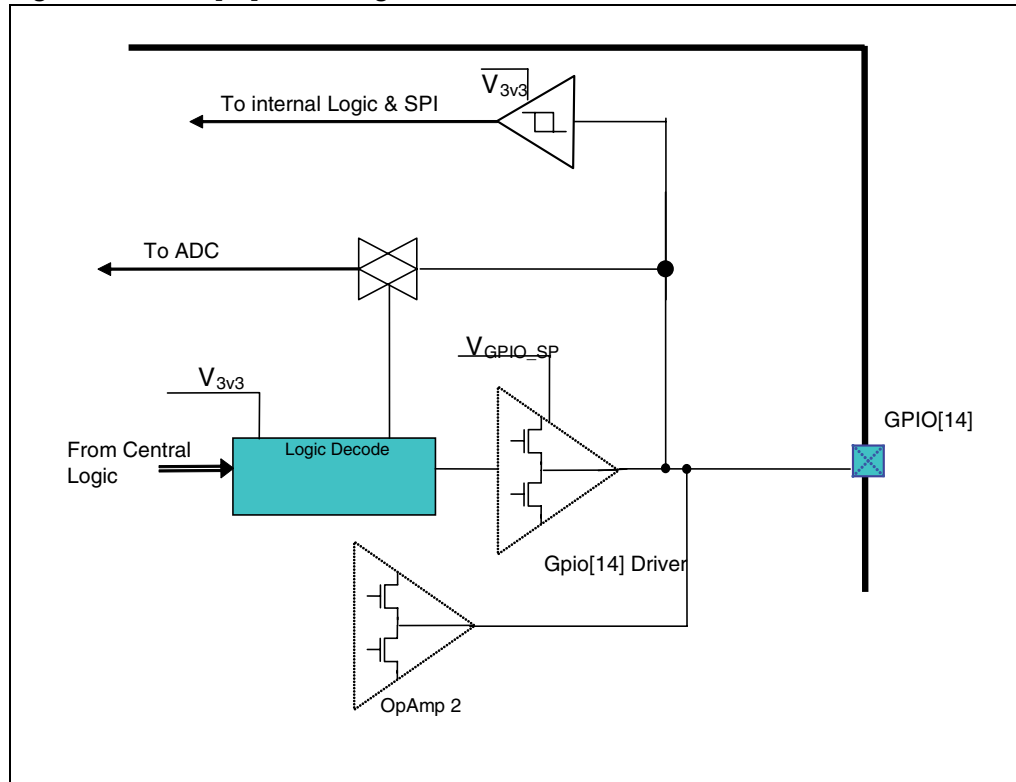 V3v3
To internal Logic & SPI
To ADC
VGPIO_SP
V3v3
GPIO[14]
From Central
Logic
Logic Decode
Gpio[14] Driver
OpAmp 2